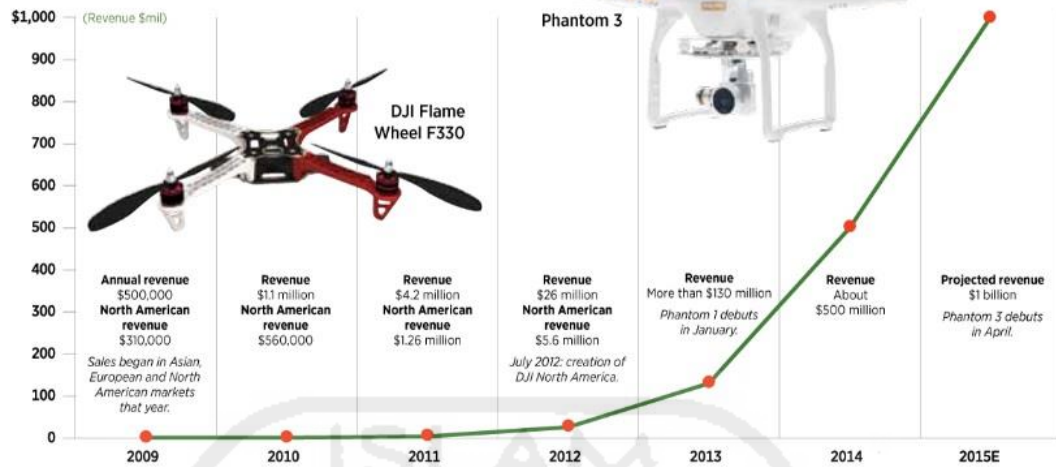 $1,000
(Revenue $mil)
900
800
700
600
500
400
300
200
100
0
Phantom 3
DJI Flame
Wheel F330
Annual revenue
$500,000
North American
revenue
$310,000
Sales began in Asian,
European and North
American markets
that year.
Revenue
$1.1 million
North American
revenue
$560,000
Revenue
$4.2 million
North American
revenue
$1.26 million
Revenue
$26 million
North American
revenue
$5.6 million
July 2012: creation of
DJI North America.
Revenue
More than $130 million
Phantom 1 debuts
in January.
Revenue
About
$500 million
Projected revenue
$1 billion
Phantom 3 debuts
in April.
ISLAM
2009
2010
2011
2012
2013
2014
2015E